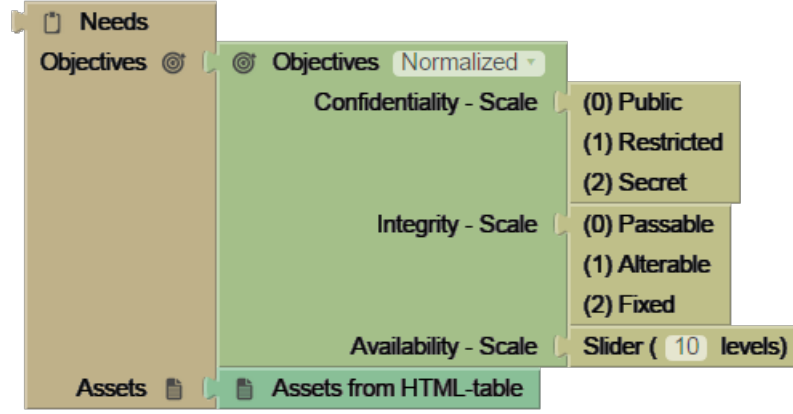 Needs
Objectives Objectives Normalized
Confidentiality - Scale (0) Public
(1) Restricted
(2) Secret
Integrity - Scale (0) Passable
(1) Alterable
(2) Fixed
Availability - Scale Slider ( 10 levels)
Assets Assets from HTML-table